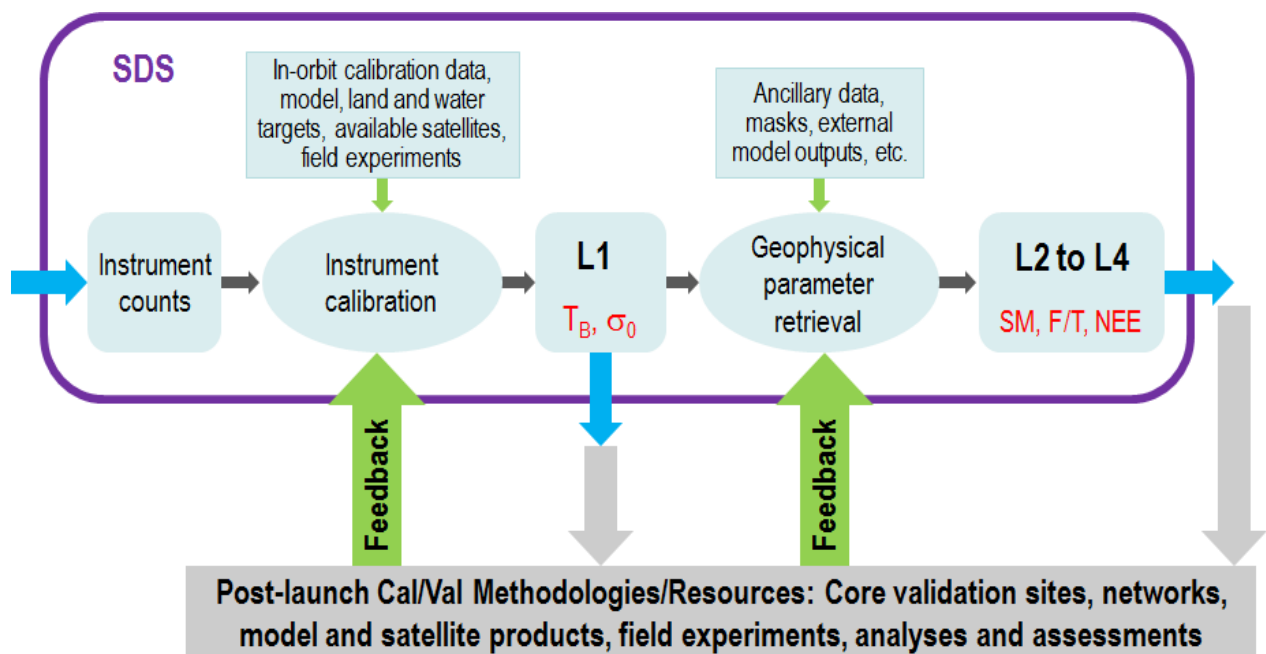 SDS
In-orbit calibration data,
model, land and water
targets, available satellites,
field experiments
Ancillary data,
masks, external
model outputs, etc.
Instrument
counts
Instrument
calibration
L1
T_B, σ_0
Geophysical
parameter
retrieval
L2 to L4
SM, F/T, NEE
Feedback
Feedback
Post-launch Cal/Val Methodologies/Resources: Core validation sites, networks,
model and satellite products, field experiments, analyses and assessments